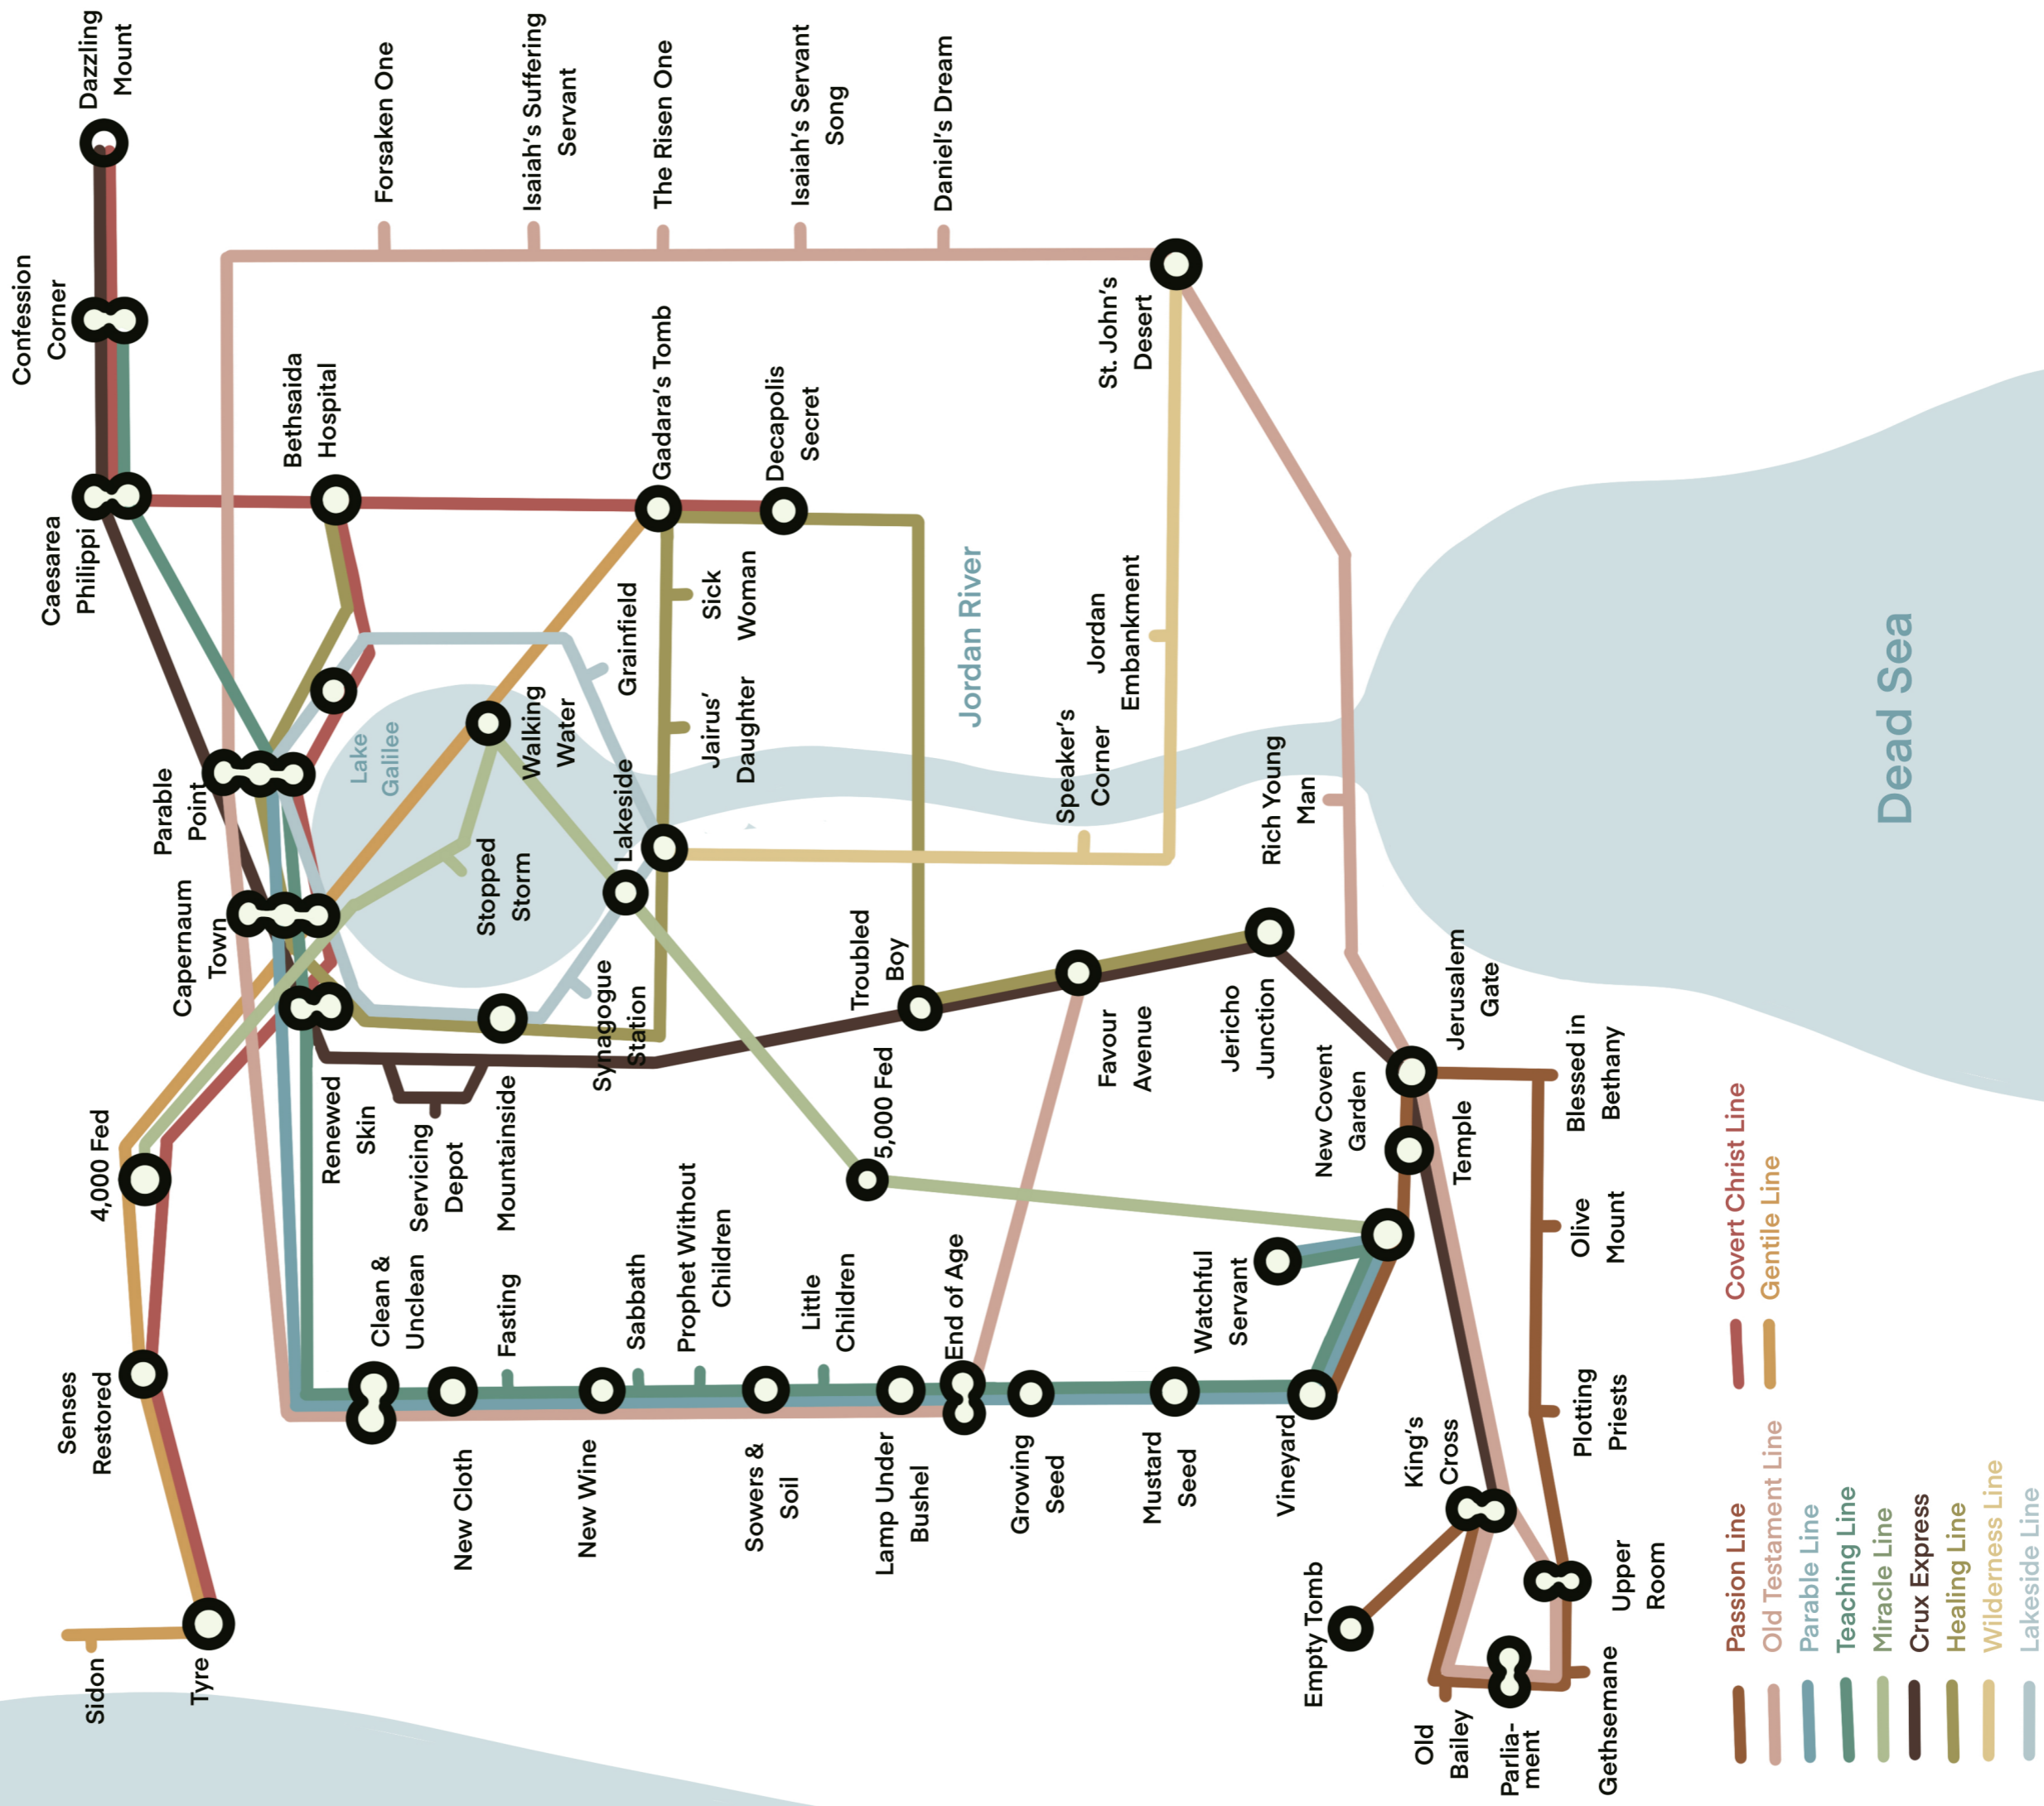 Dazzling
Mount
Confession
Corner
Caesarea
Philippi
Forsaken One
Isaiah's Suffering
Servant
The Risen One
Isaiah's Servant
Song
Daniel's Dream
Bethsaida
Hospital
Gadara's Tomb
Decapolis
Secret
St. John's
Desert
Parable
Point
Lake
Galilee
Walking
Water
Grainfield
Sick
Woman
Jairus'
Daughter
Jordan River
Jordan
Embankment
Speaker's
Corner
Capernaum
Town
Stopped
Storm
Lakeside
Synagogue
Station
Troubled
Boy
Rich Young
Man
Favour
Avenue
Jericho
Junction
Jerusalem
Gate
Dead Sea
4,000 Fed
Renewed
Skin
Servicing
Depot
Mountainside
5,000 Fed
New Covent
Garden
Temple
Blessed in
Bethany
Senses
Restored
Clean &
Unclean
Fasting
Sabbath
Prophet Without
Children
Little
Children
End of Age
Watchful
Servant
Olive
Mount
New Cloth
New Wine
Sowers &
Soil
Lamp Under
Bushel
Growing
Seed
Mustard
Seed
Vineyard
King's
Cross
Plotting
Priests
Sidon
Tyre
Empty Tomb
Upper
Room
Old
Bailey
Parlia-
ment
Gethsemane
Passion Line
Old Testament Line
Parable Line
Teaching Line
Miracle Line
Crux Express
Healing Line
Wilderness Line
Lakeside Line
Covert Christ Line
Gentile Line